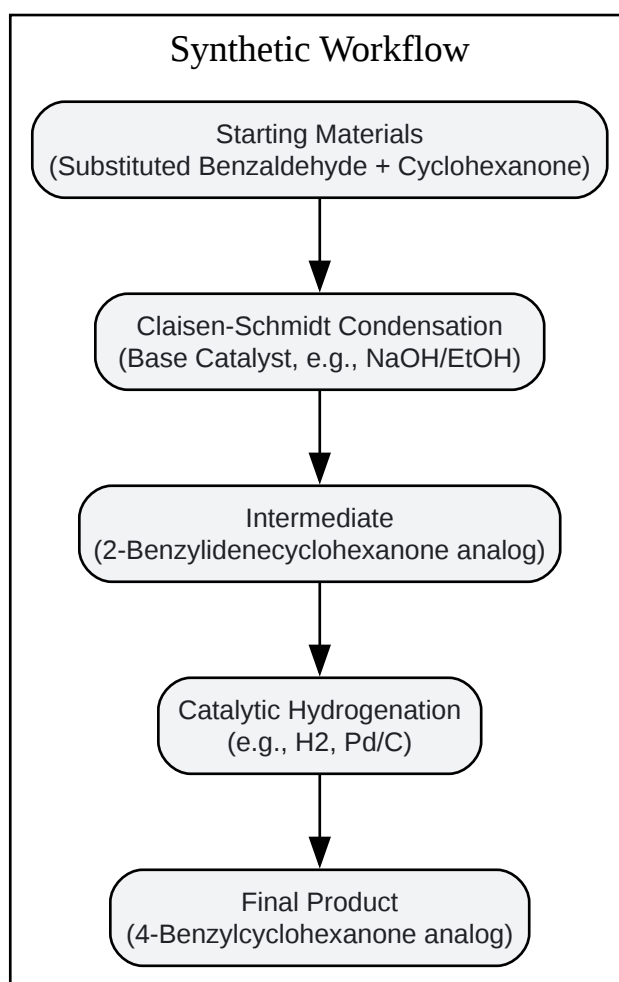 Synthetic Workflow
Starting Materials
(Substituted Benzaldehyde + Cyclohexanone)
Claisen-Schmidt Condensation
(Base Catalyst, e.g., NaOH/EtOH)
Intermediate
(2-Benzylidenecyclohexanone analog)
Catalytic Hydrogenation
(e.g., H2, Pd/C)
Final Product
(4-Benzylcyclohexanone analog)